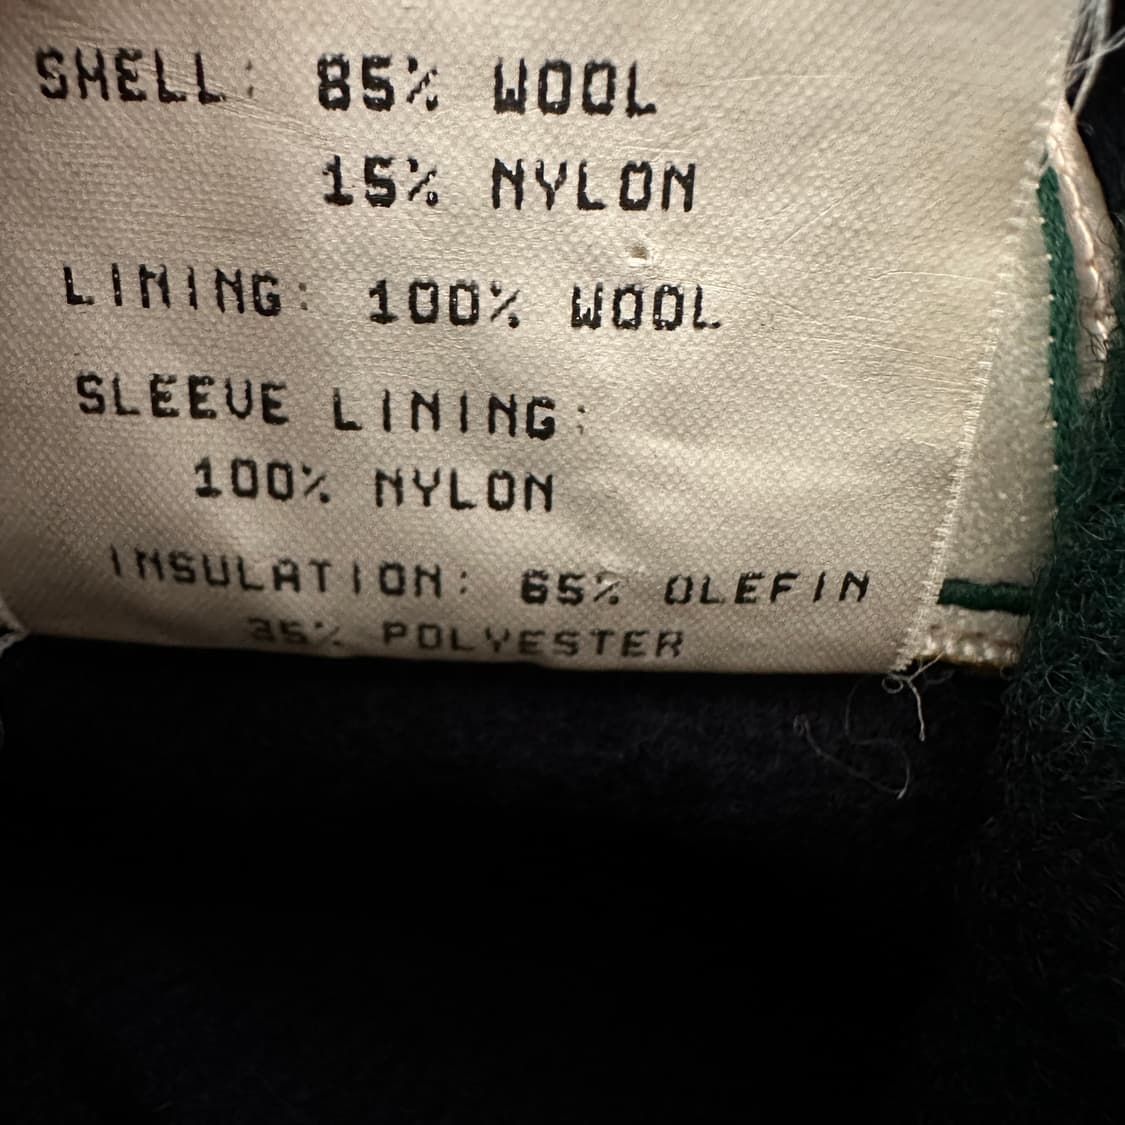 SHELL: 85% WOOL
15% NYLON
LINING: 100% WOOL
SLEEVE LINING:
100% NYLON
INSULATION: 65% OLEFIN
35% POLYESTER